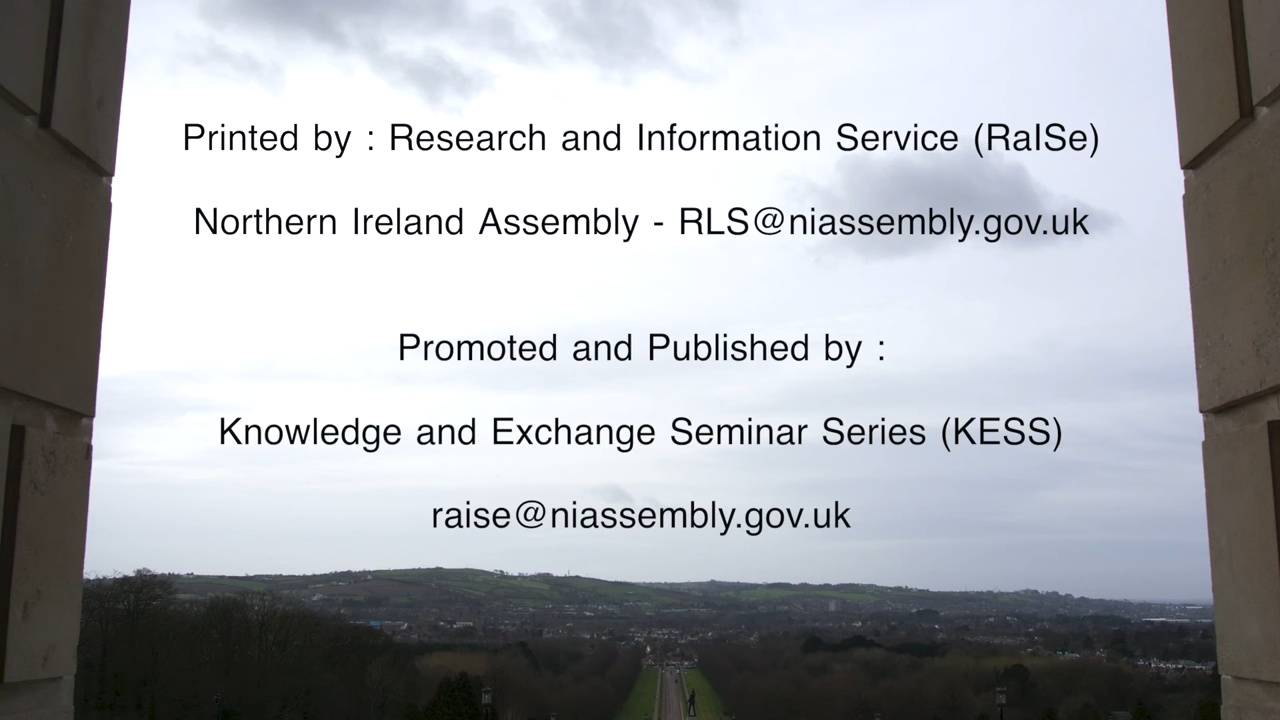 Printed by : Research and Information Service (RaISe)
Northern Ireland Assembly - RLS@niassembly.gov.uk
Promoted and Published by :
Knowledge and Exchange Seminar Series (KESS)
raise@niassembly.gov.uk